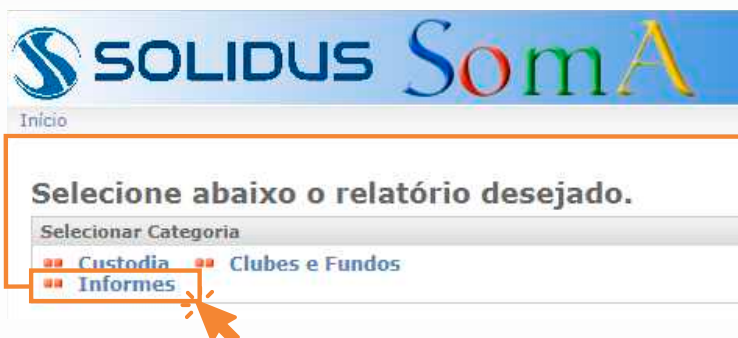 SOLIDUS SomA
Início
Selecione abaixo o relatório desejado.
Selecionar Categoria
Custodia Clubes e Fundos
Informes